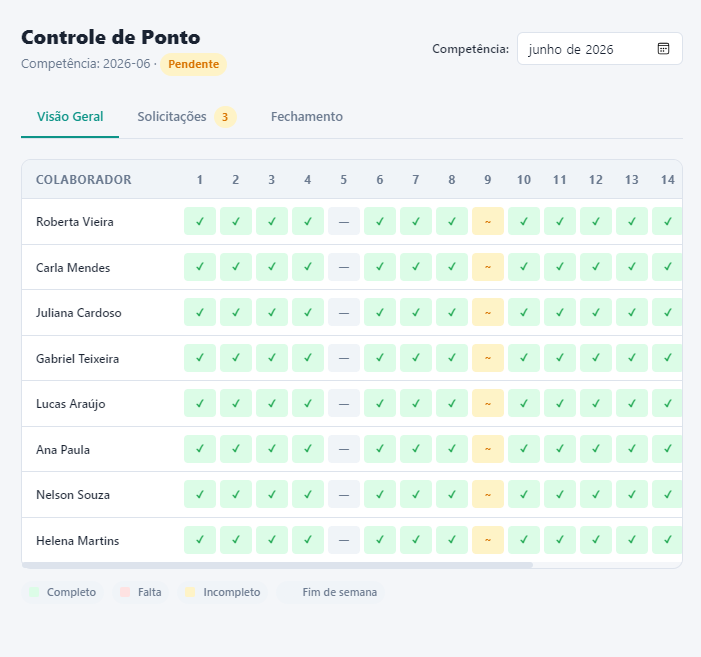 Controle de Ponto
Competência: 2026-06 · Pendente
Competência: junho de 2026
Visão Geral Solicitações 3 Fechamento
COLABORADOR 1 2 3 4 5 6 7 8 9 10 11 12 13 14
Roberta Vieira ✓ ✓ ✓ ✓ — ✓ ✓ ✓ ~ ✓ ✓ ✓ ✓ ✓
Carla Mendes ✓ ✓ ✓ ✓ — ✓ ✓ ✓ ~ ✓ ✓ ✓ ✓ ✓
Juliana Cardoso ✓ ✓ ✓ ✓ — ✓ ✓ ✓ ~ ✓ ✓ ✓ ✓ ✓
Gabriel Teixeira ✓ ✓ ✓ ✓ — ✓ ✓ ✓ ~ ✓ ✓ ✓ ✓ ✓
Lucas Araújo ✓ ✓ ✓ ✓ — ✓ ✓ ✓ ~ ✓ ✓ ✓ ✓ ✓
Ana Paula ✓ ✓ ✓ ✓ — ✓ ✓ ✓ ~ ✓ ✓ ✓ ✓ ✓
Nelson Souza ✓ ✓ ✓ ✓ — ✓ ✓ ✓ ~ ✓ ✓ ✓ ✓ ✓
Helena Martins ✓ ✓ ✓ ✓ — ✓ ✓ ✓ ~ ✓ ✓ ✓ ✓ ✓
Completo Falta Incompleto Fim de semana